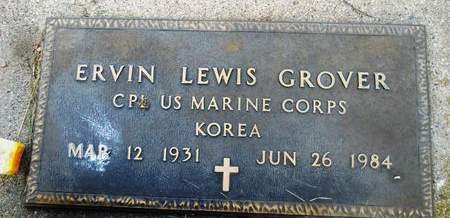 ERVIN LEWIS GROVER
CPL US MARINE CORPS
KOREA
MAR 12 1931 JUN 26 1984